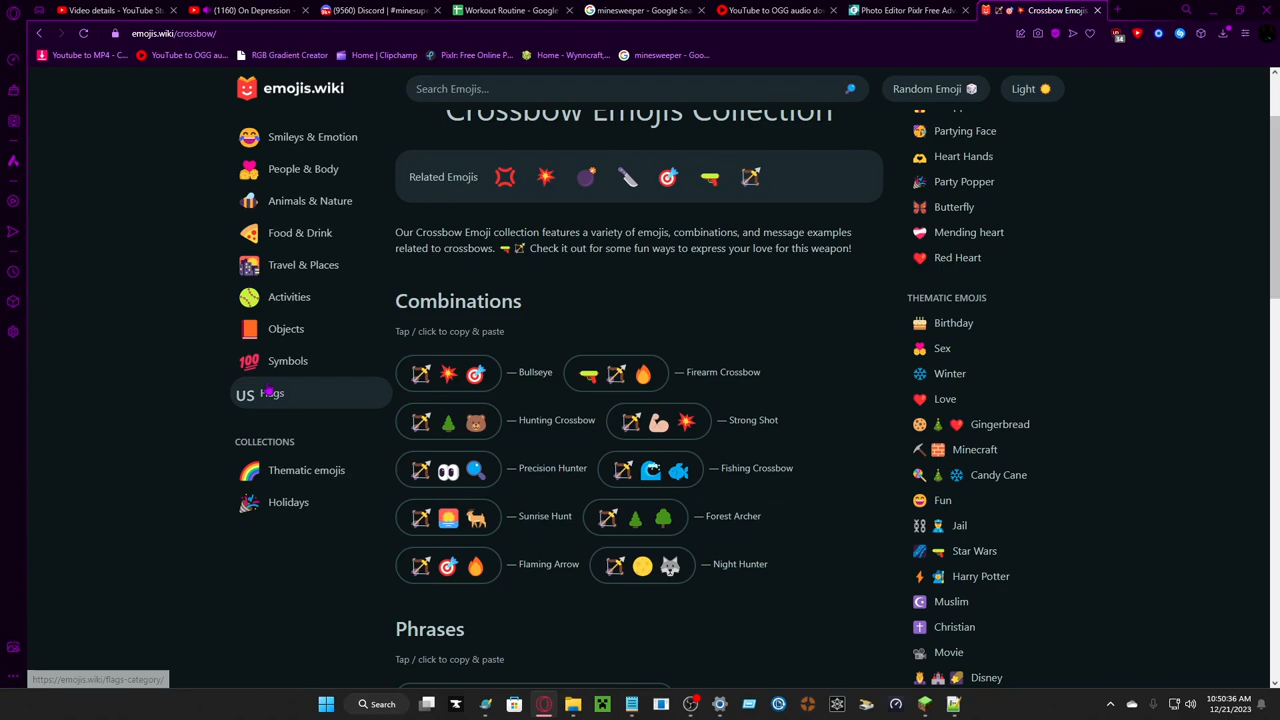 Video details - YouTube S
(1160) On Depression -
(9560) Discord | #minesup
Workout Routine - Google
minesweeper - Google Sea
YouTube to OGG audio do
Photo Editor Pixlr Free Adv
Crossbow Emojis
emojis.wiki/crossbow/
Youtube to MP4 - C...
YouTube to OGG au...
RGB Gradient Creator
Home | Clipchamp
Pixlr: Free Online P...
Home - Wynncraft,...
minesweeper - Goo...
emojis.wiki
Search Emojis...
Random Emoji
Light
Smileys & Emotion
People & Body
Animals & Nature
Food & Drink
Travel & Places
Activities
Objects
Symbols
US Flags
COLLECTIONS
Thematic emojis
Holidays
Crossbow Emojis Collection
Related Emojis
Our Crossbow Emoji collection features a variety of emojis, combinations, and message examples
related to crossbows. 🔫 🏹 Check it out for some fun ways to express your love for this weapon!
Combinations
Tap / click to copy & paste
— Bullseye
— Firearm Crossbow
— Hunting Crossbow
— Strong Shot
— Precision Hunter
— Fishing Crossbow
— Sunrise Hunt
— Forest Archer
— Flaming Arrow
— Night Hunter
Phrases
Tap / click to copy & paste
Partying Face
Heart Hands
Party Popper
Butterfly
Mending heart
Red Heart
THEMATIC EMOJIS
Birthday
Sex
Winter
Love
Gingerbread
Minecraft
Candy Cane
Fun
Jail
Star Wars
Harry Potter
Muslim
Christian
Movie
Disney
https://emojis.wiki/flags-category/
Search
10:50:36 AM
12/21/2023